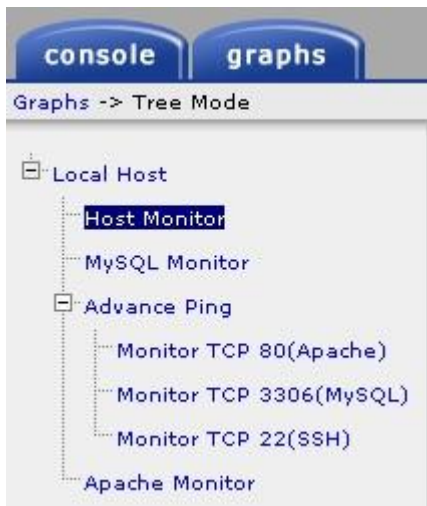 console graphs
Graphs -> Tree Mode
Local Host
Host Monitor
MySQL Monitor
Advance Ping
Monitor TCP 80(Apache)
Monitor TCP 3306(MySQL)
Monitor TCP 22(SSH)
Apache Monitor